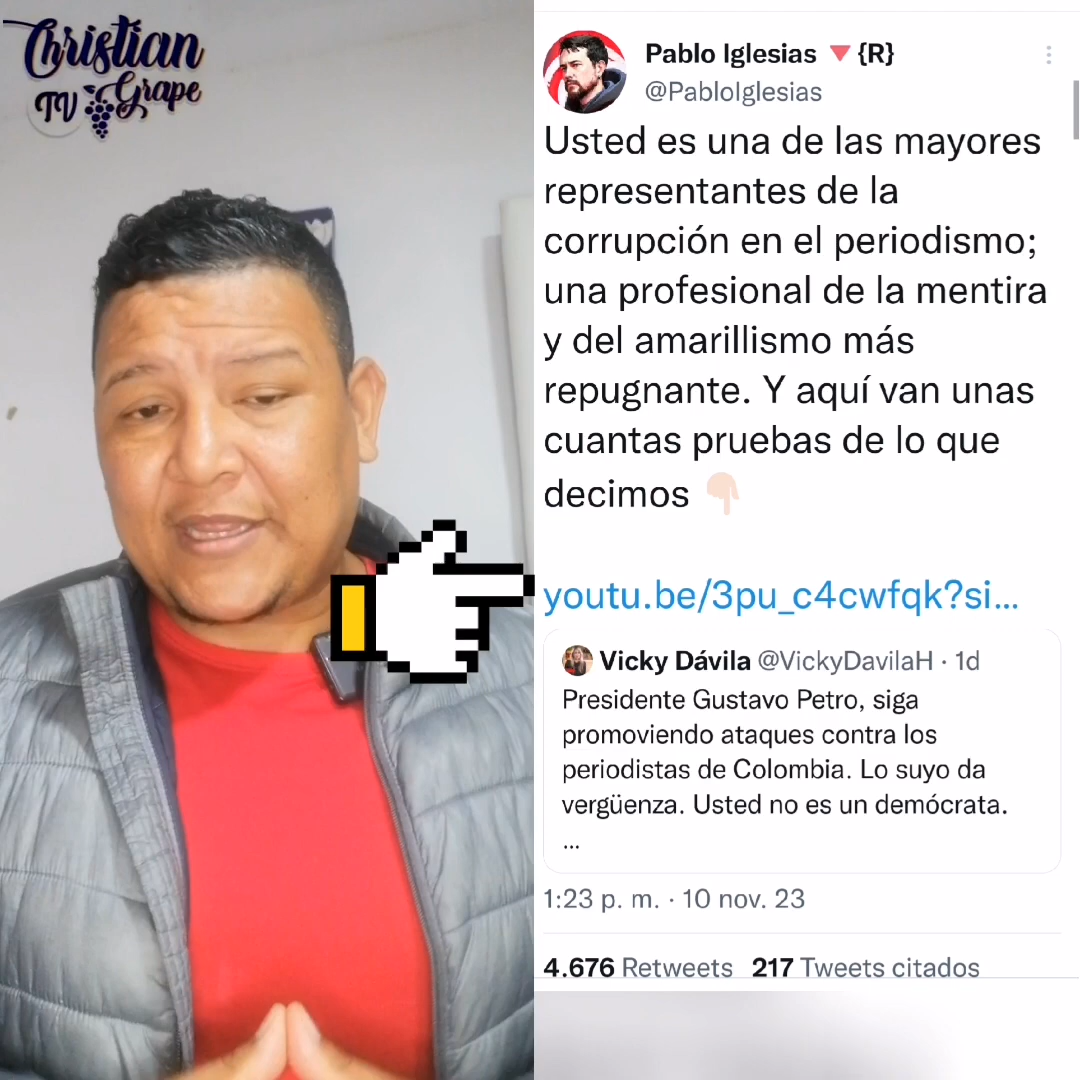 Christian
TV Grape
Pablo Iglesias 🔻{R}
@PabloIglesias
Usted es una de las mayores
representantes de la
corrupción en el periodismo;
una profesional de la mentira
y del amarillismo más
repugnante. Y aquí van unas
cuantas pruebas de lo que
decimos 👇🏻
youtu.be/3pu_c4cwfqk?si...
Vicky Dávila @VickyDavilaH · 1d
Presidente Gustavo Petro, siga
promoviendo ataques contra los
periodistas de Colombia. Lo suyo da
vergüenza. Usted no es un demócrata.
...
1:23 p. m. · 10 nov. 23
4.676 Retweets 217 Tweets citados